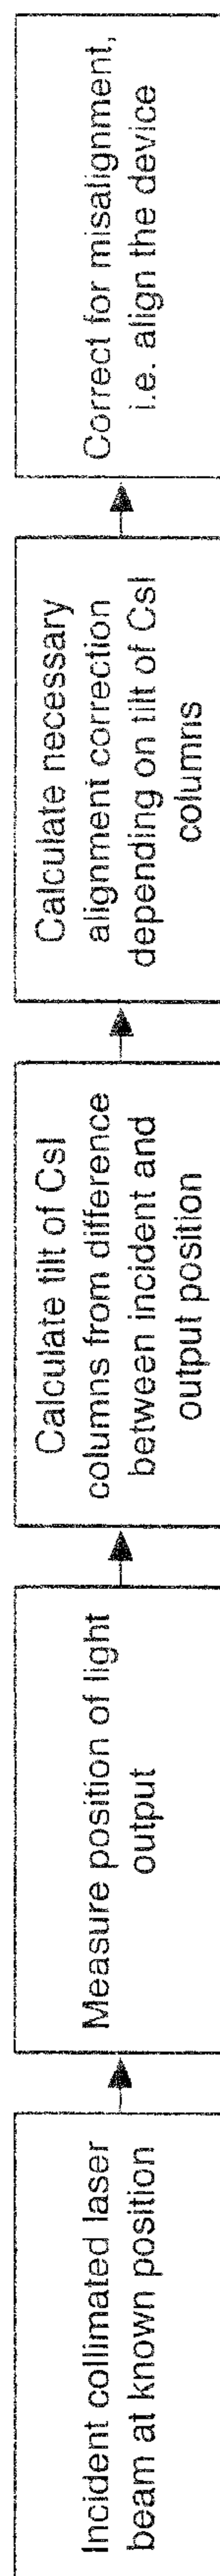 Incident collimated laser
beam at known position
Measure position of light
output
Calculate tilt of CsI
columns from difference
between incident and
output position
Calculate necessary
alignment correction
depending on tilt of CsI
columns
Correct for misalignment,
i.e. align the device